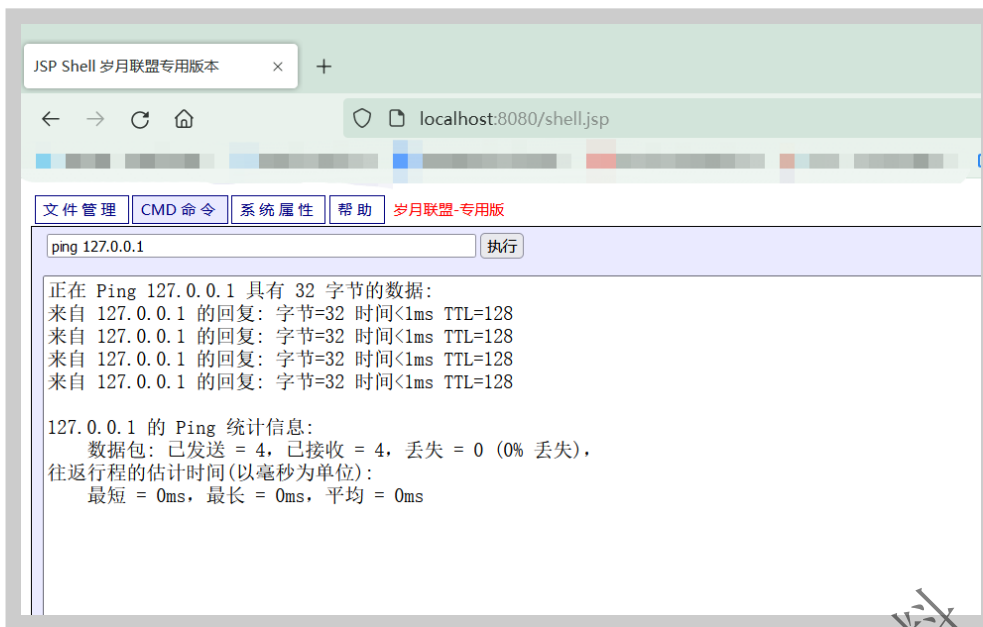 JSP Shell 岁月联盟专用版本
localhost:8080/shell.jsp
文件管理 CMD命令 系统属性 帮助 岁月联盟-专用版
ping 127.0.0.1 执行
正在 Ping 127.0.0.1 具有 32 字节的数据:
来自 127.0.0.1 的回复: 字节=32 时间<1ms TTL=128
来自 127.0.0.1 的回复: 字节=32 时间<1ms TTL=128
来自 127.0.0.1 的回复: 字节=32 时间<1ms TTL=128
来自 127.0.0.1 的回复: 字节=32 时间<1ms TTL=128
127.0.0.1 的 Ping 统计信息:
数据包: 已发送 = 4，已接收 = 4，丢失 = 0 (0% 丢失)，
往返行程的估计时间(以毫秒为单位):
最短 = 0ms，最长 = 0ms，平均 = 0ms